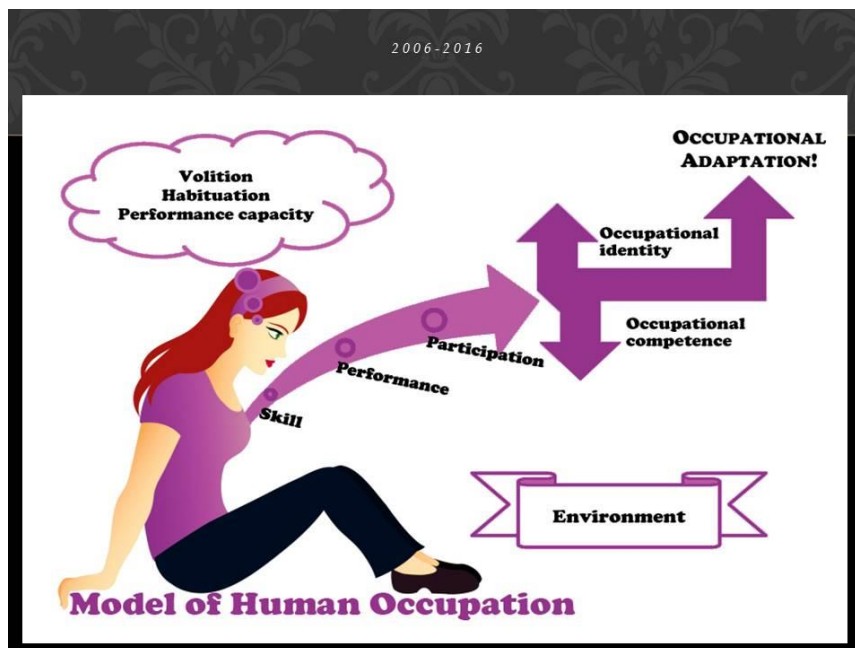 2006-2016
OCCUPATIONAL
ADAPTATION!
Volition
Habituation
Performance capacity
Occupational
identity
Occupational
competence
Participation
Performance
Skill
Environment
Model of Human Occupation